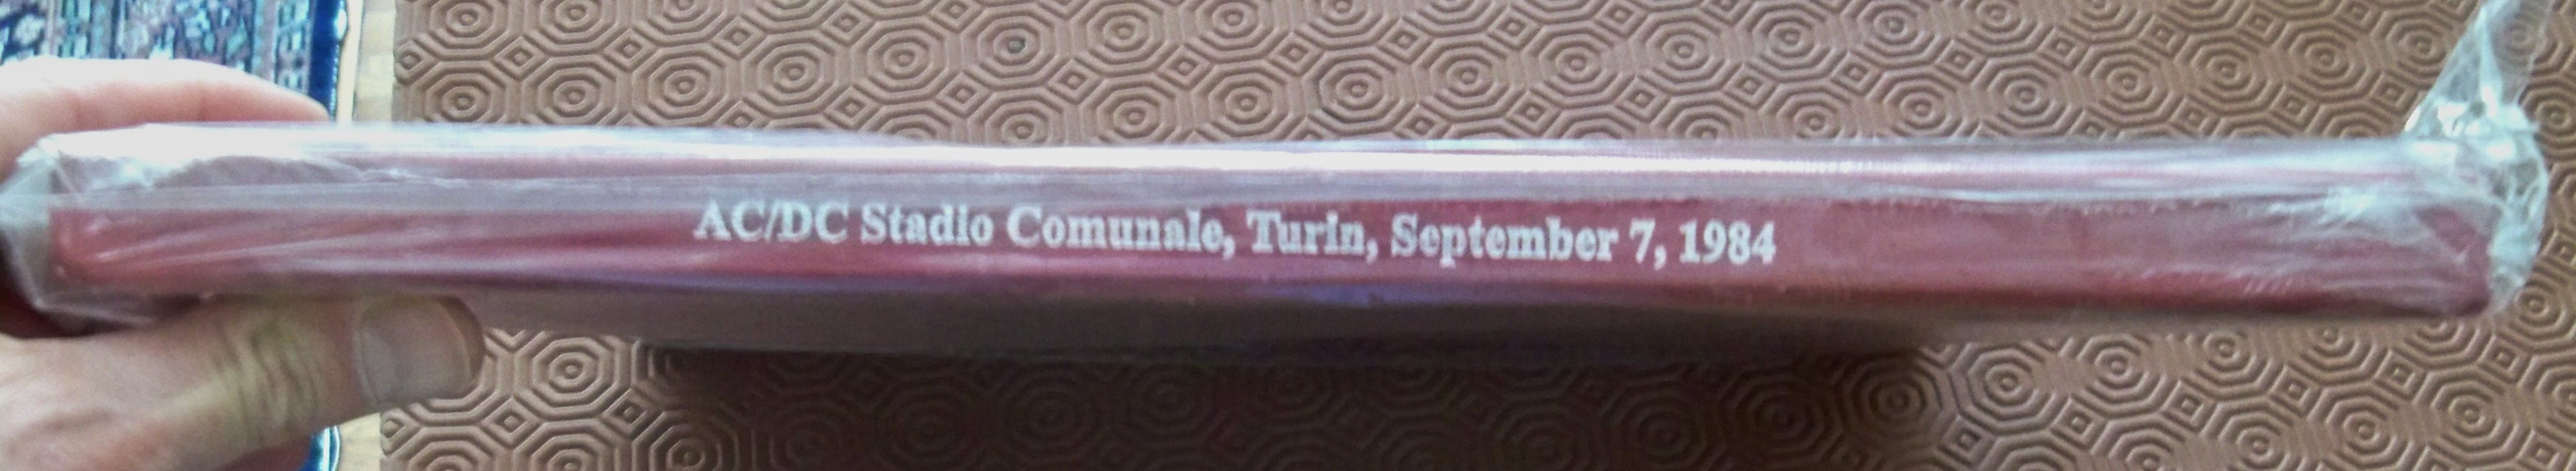 AC/DC Stadio Comunale, Turin, September 7, 1984